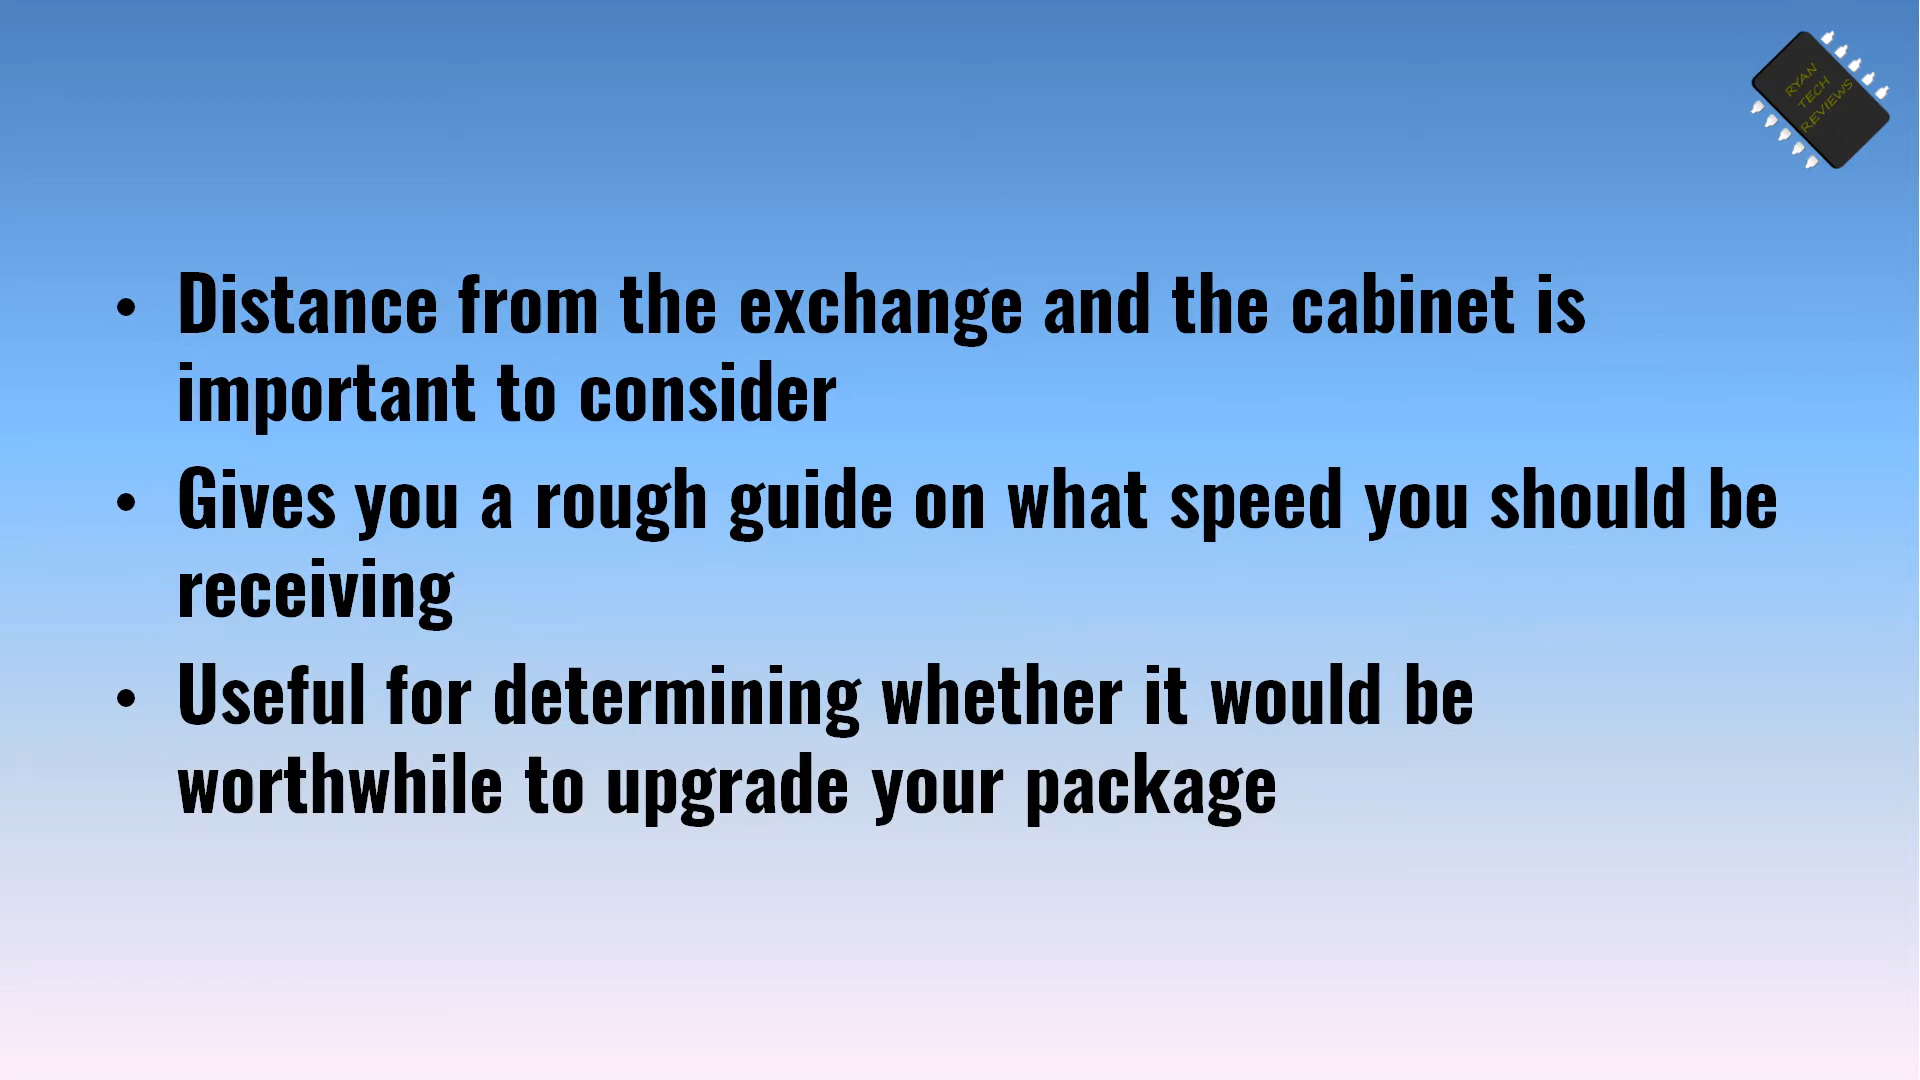 RYAN
TECH
REVIEWS
• Distance from the exchange and the cabinet is
important to consider
• Gives you a rough guide on what speed you should be
receiving
• Useful for determining whether it would be
worthwhile to upgrade your package